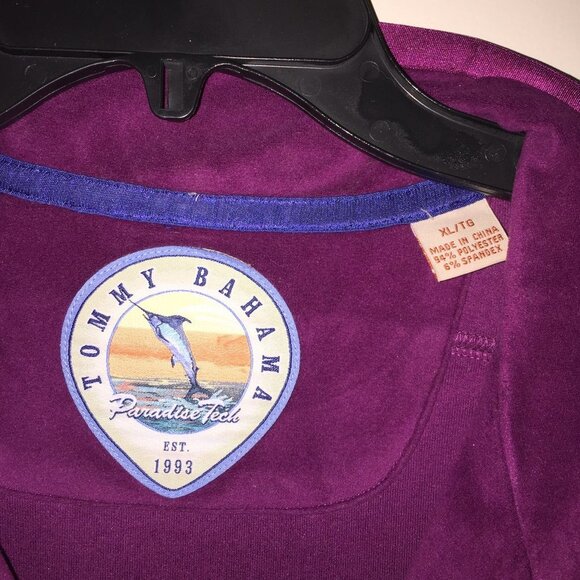 TOMMY BAHAMA
Paradise Tech
EST.
1993
XL/TG
MADE IN CHINA
94% POLYESTER
6% SPANDEX